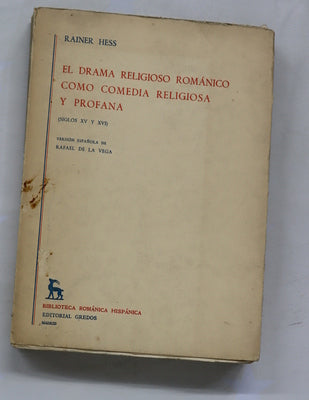 RAINER HESS
EL DRAMA RELIGIOSO ROMÁNICO
COMO COMEDIA RELIGIOSA
Y PROFANA
(SIGLOS XV Y XVI)
VERSIÓN ESPAÑOLA DE
RAFAEL DE LA VEGA
BIBLIOTECA ROMÁNICA HISPÁNICA
EDITORIAL GREDOS
MADRID